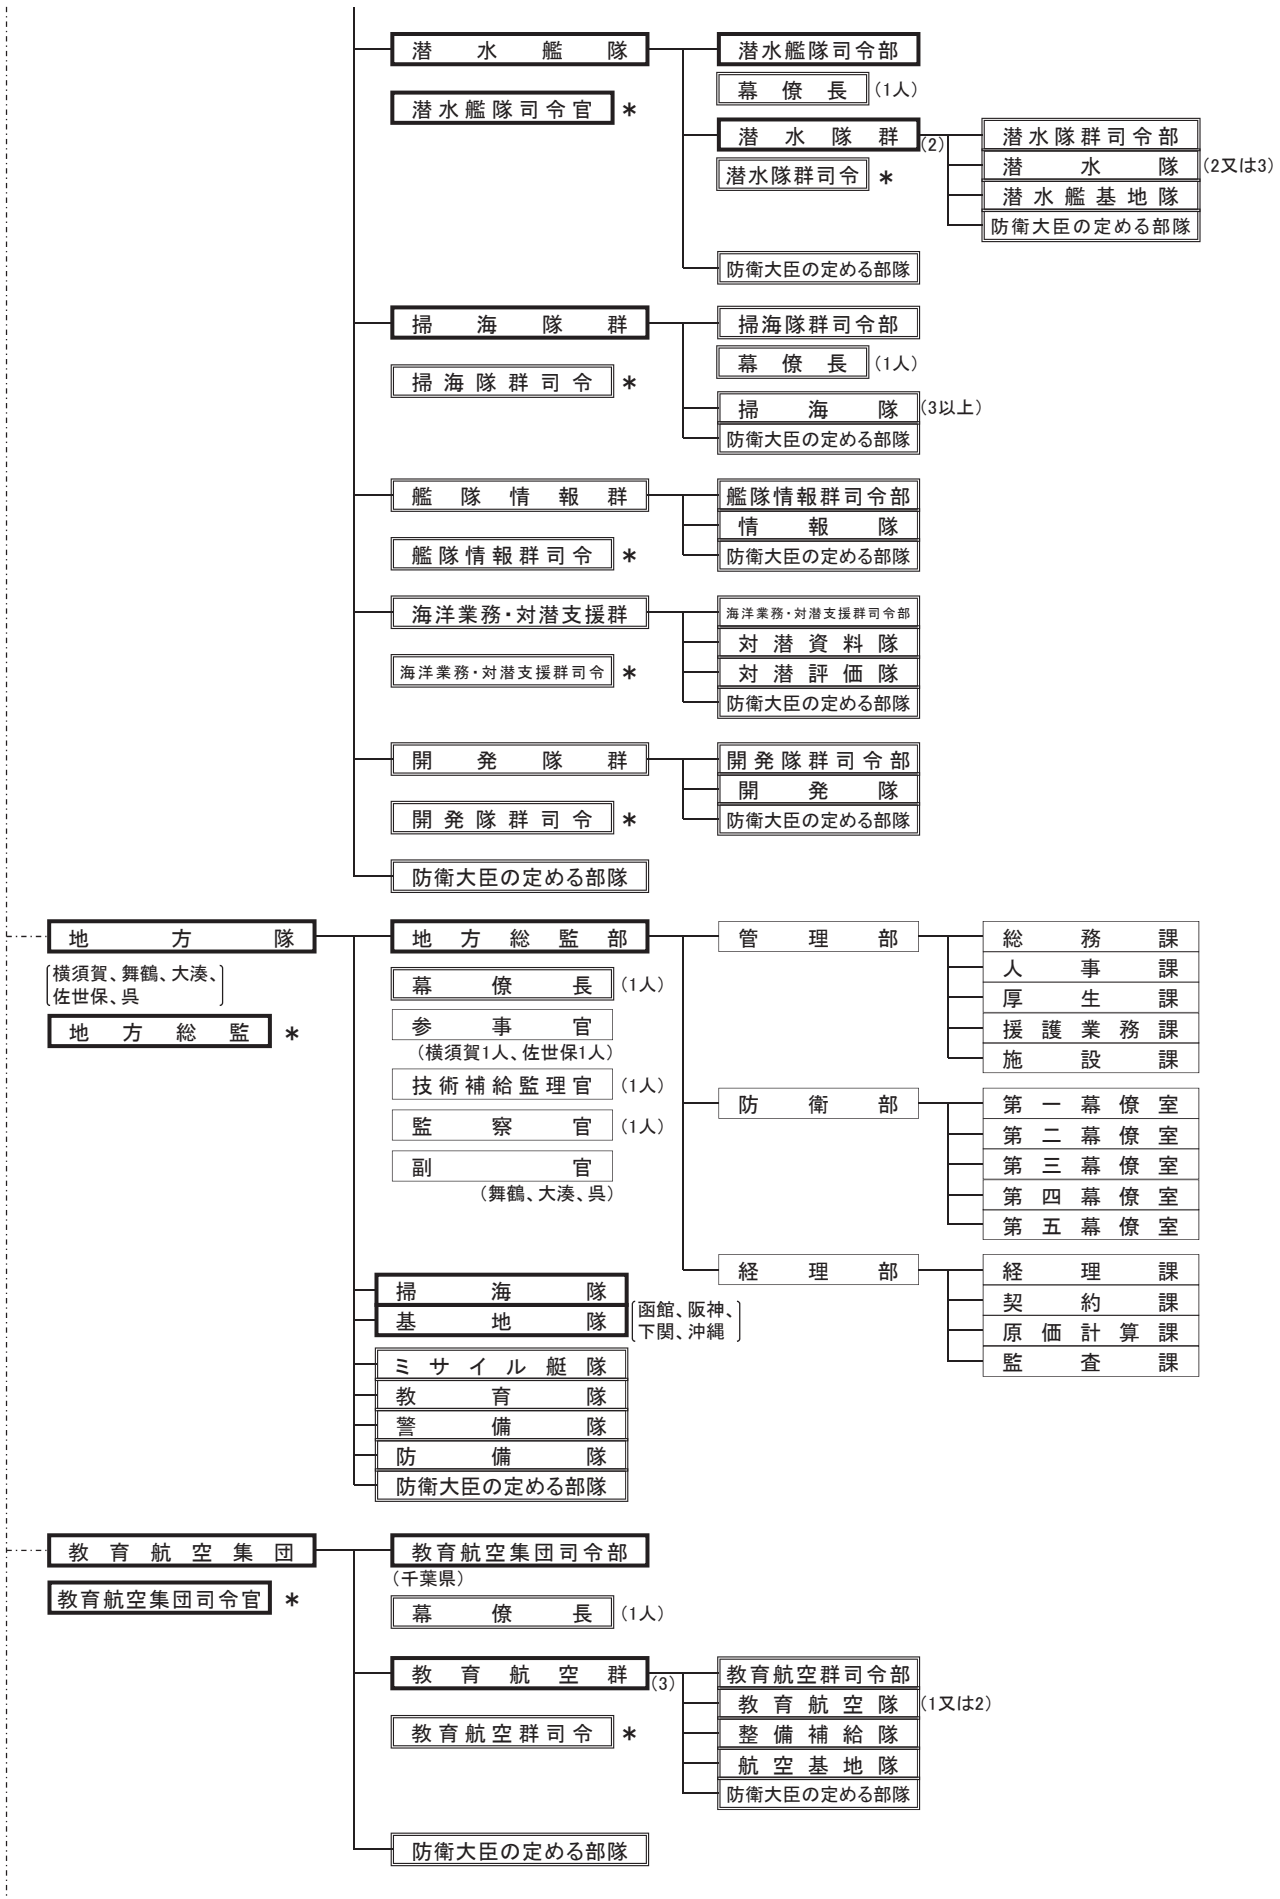 潜水艦隊
潜水艦隊司令官 *
潜水艦隊司令部
幕僚長 (1人)
潜水隊群 (2)
潜水隊群司令 *
潜水隊群司令部
潜水隊 (2又は3)
潜水艦基地隊
防衛大臣の定める部隊
防衛大臣の定める部隊
掃海隊群
掃海隊群司令 *
掃海隊群司令部
幕僚長 (1人)
掃海隊 (3以上)
防衛大臣の定める部隊
艦隊情報群
艦隊情報群司令 *
艦隊情報群司令部
情報隊
防衛大臣の定める部隊
海洋業務・対潜支援群
海洋業務・対潜支援群司令 *
海洋業務・対潜支援群司令部
対潜資料隊
対潜評価隊
防衛大臣の定める部隊
開発隊群
開発隊群司令 *
開発隊群司令部
開発隊
防衛大臣の定める部隊
防衛大臣の定める部隊
地方隊
横須賀、舞鶴、大湊、
佐世保、呉
地方総監 *
地方総監部
幕僚長 (1人)
参事官
(横須賀1人、佐世保1人)
技術補給監理官 (1人)
監察官 (1人)
副官
(舞鶴、大湊、呉)
管理部
総務課
人事課
厚生課
援護業務課
施設課
防衛部
第一幕僚室
第二幕僚室
第三幕僚室
第四幕僚室
第五幕僚室
経理部
経理課
契約課
原価計算課
監査課
掃海隊
基地隊
函館、阪神、
下関、沖縄
ミサイル艇隊
教育隊
警備隊
防備隊
防衛大臣の定める部隊
教育航空集団
教育航空集団司令官 *
教育航空集団司令部
(千葉県)
幕僚長 (1人)
教育航空群 (3)
教育航空群司令 *
教育航空群司令部
教育航空隊 (1又は2)
整備補給隊
航空基地隊
防衛大臣の定める部隊
防衛大臣の定める部隊